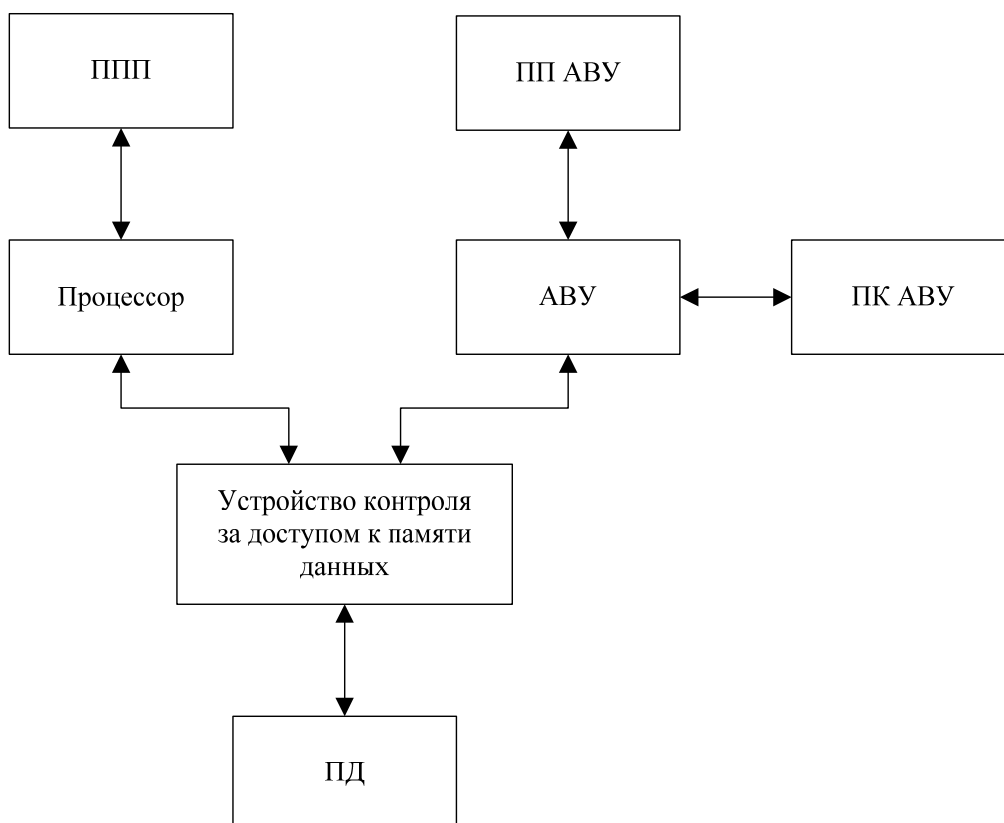 ППП
ПП АВУ
Процессор
АВУ
ПК АВУ
Устройство контроля
за доступом к памяти
данных
ПД